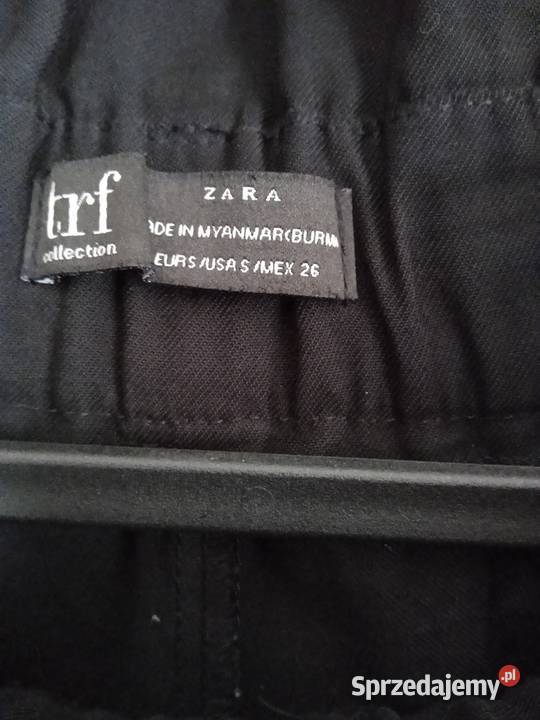 trf
collection
ZARA
ADE IN MYANMAR(BURM
EUR S /USA S /MEX 26
Sprzedajemy.pl